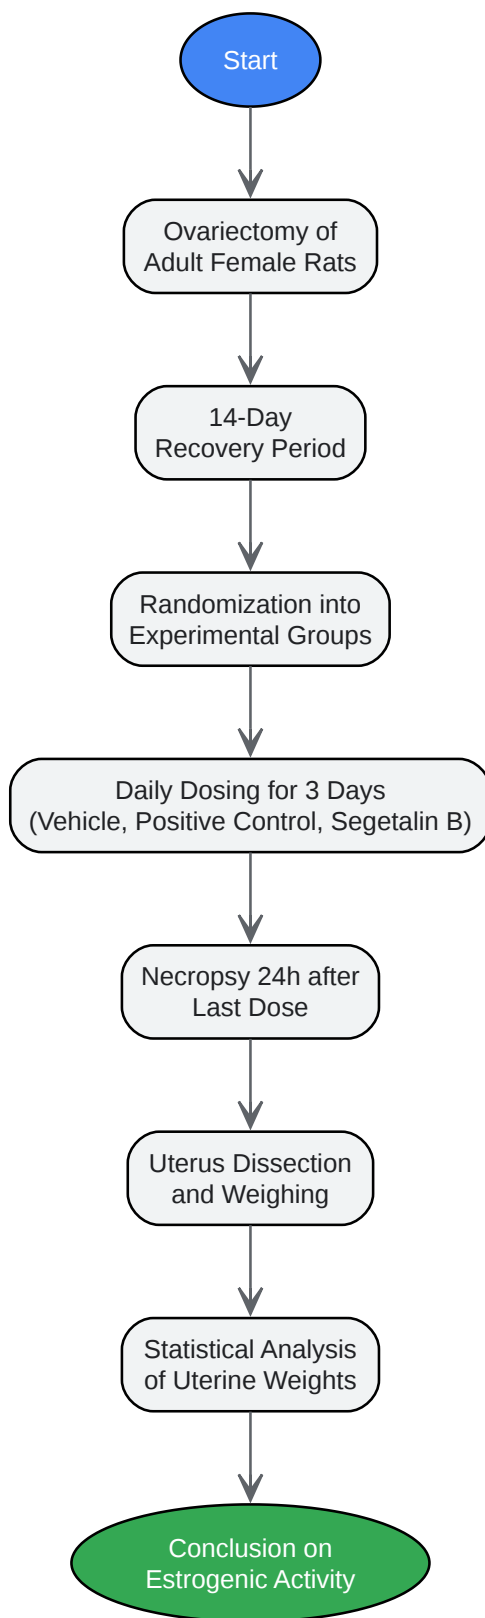 Start
Ovariectomy of
Adult Female Rats
14-Day
Recovery Period
Randomization into
Experimental Groups
Daily Dosing for 3 Days
(Vehicle, Positive Control, Segetalin B)
Necropsy 24h after
Last Dose
Uterus Dissection
and Weighing
Statistical Analysis
of Uterine Weights
Conclusion on
Estrogenic Activity